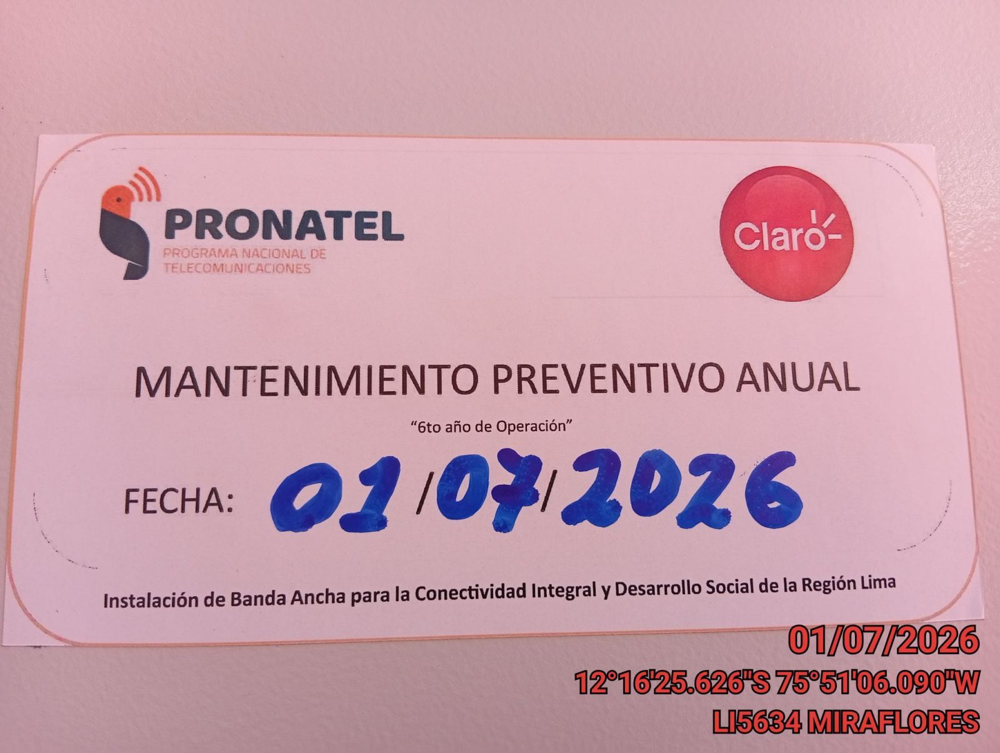 PRONATEL
PROGRAMA NACIONAL DE
TELECOMUNICACIONES
Claro
MANTENIMIENTO PREVENTIVO ANUAL
“6to año de Operación”
FECHA: 01/07/2026
Instalación de Banda Ancha para la Conectividad Integral y Desarrollo Social de la Región Lima
01/07/2026
12°16'25.626"S 75°51'06.090"W
LI5634 MIRAFLORES